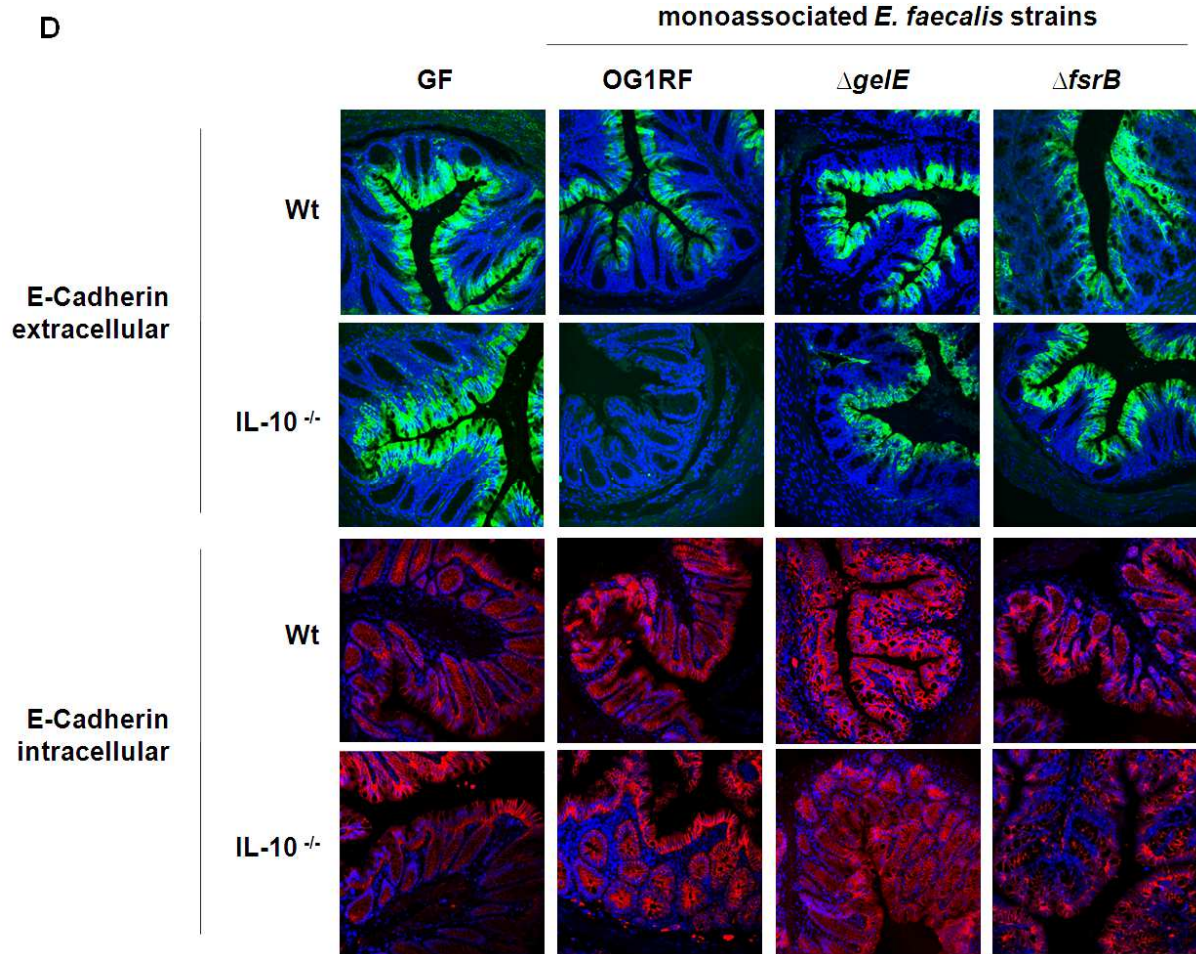 D
monoassociated E. faecalis strains
GF OG1RF ΔgelE ΔfsrB
E-Cadherin
extracellular
Wt
IL-10 -/-
E-Cadherin
intracellular
Wt
IL-10 -/-